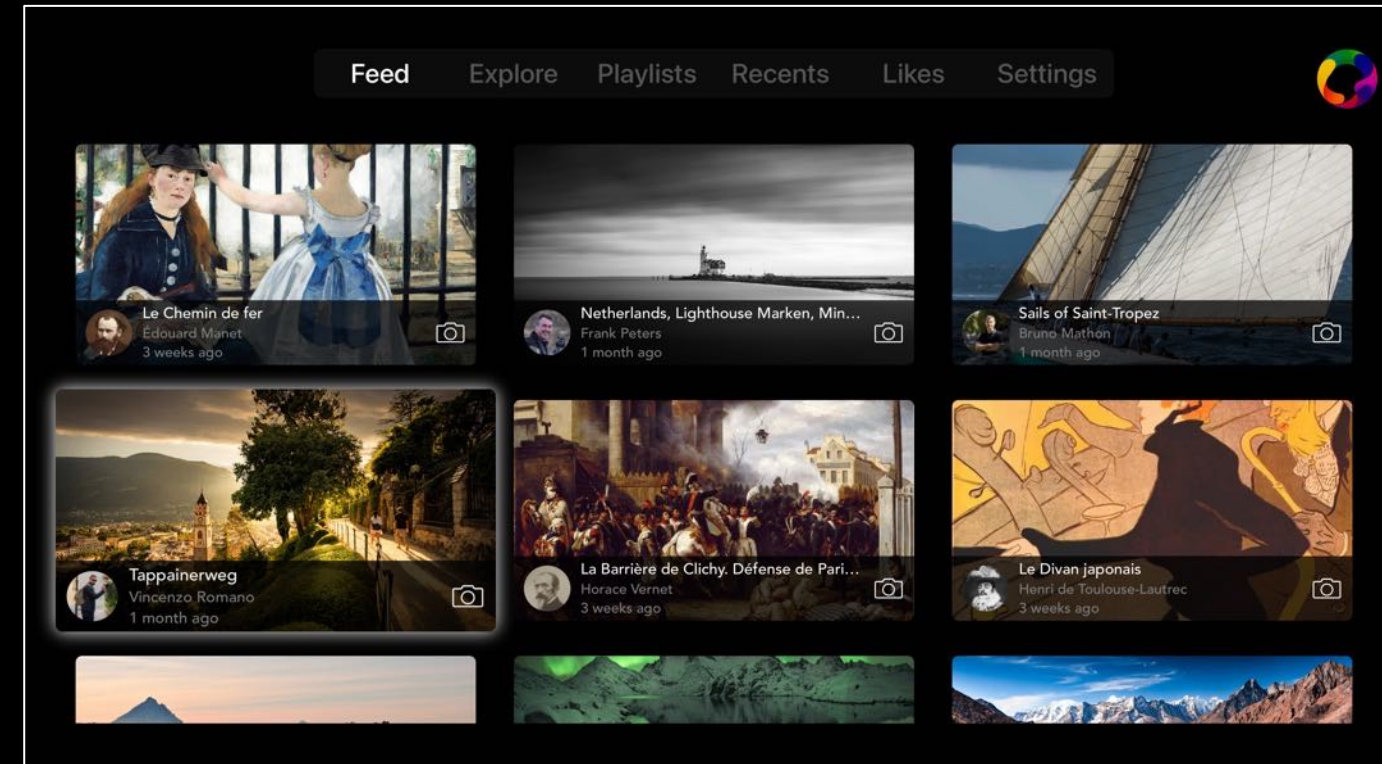 Feed Explore Playlists Recents Likes Settings
Le Chemin de fer
Édouard Manet
3 weeks ago
Netherlands, Lighthouse Marken, Min...
Frank Peters
1 month ago
Sails of Saint-Tropez
Bruno Mathon
1 month ago
Tappainerweg
Vincenzo Romano
1 month ago
La Barrière de Clichy. Défense de Pari...
Horace Vernet
3 weeks ago
Le Divan japonais
Henri de Toulouse-Lautrec
3 weeks ago